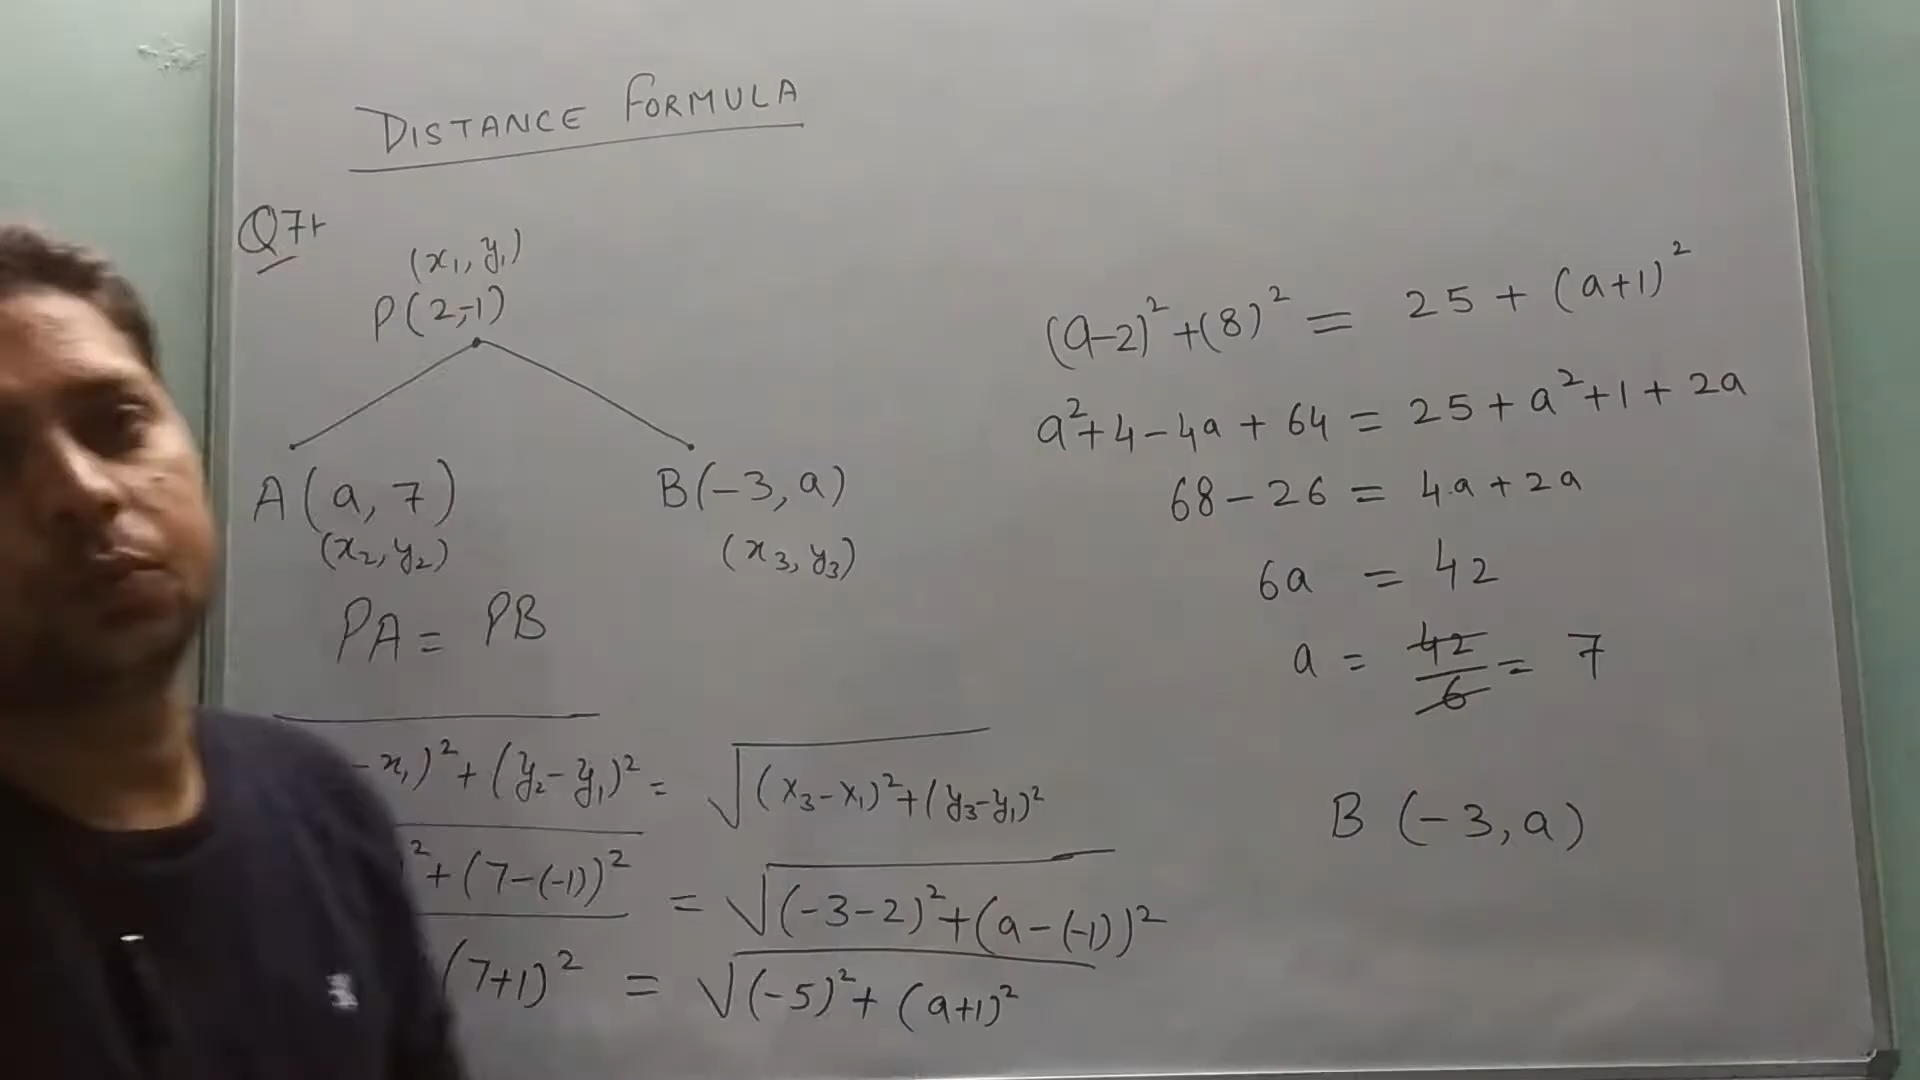 DISTANCE FORMULA
Q7
(x₁, y₁)
P(2,-1)
A(a, 7) B(-3, a)
(x₂, y₂) (x₃, y₃)
PA = PB
-x₁)²+(y₂-y₁)² = √(x₃-x₁)²+(y₃-y₁)²
²+(7-(-1))² = √(-3-2)²+(a-(-1))²
(7+1)² = √(-5)²+(a+1)²
(a-2)²+(8)² = 25+(a+1)²
a²+4-4a+64 = 25+a²+1+2a
68-26 = 4a+2a
6a = 42
a = 42/6 = 7
B (-3, a)